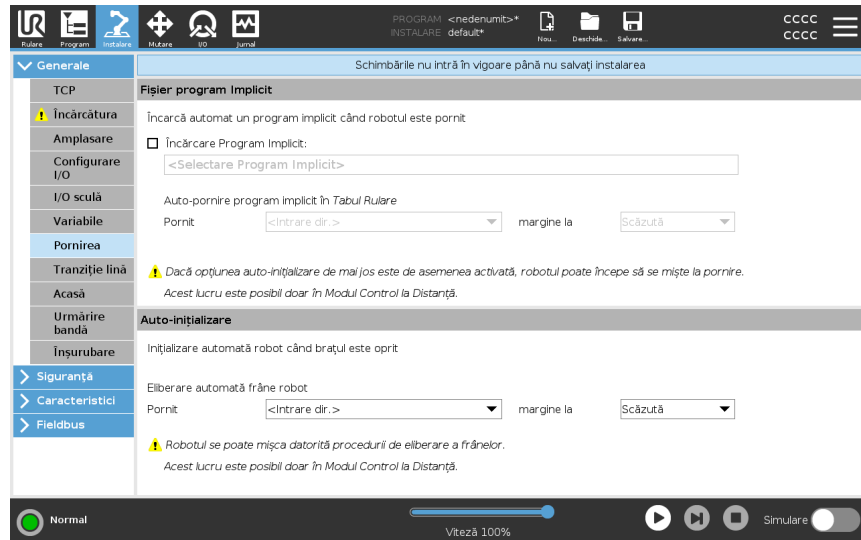 PROGRAM <nedenumit>*
INSTALARE default*
Rulare
Program
Instalare
Mutare
I/O
Jurnal
Nou...
Deschide...
Salvare...
CCCC
CCCC
Generale
TCP
Încărcătura
Amplasare
Configurare
I/O
I/O sculă
Variabile
Pornirea
Tranziție lină
Acasă
Urmărire
bandă
Înșurubare
Siguranță
Caracteristici
Fieldbus
Schimbările nu intră în vigoare până nu salvați instalarea
Fișier program Implicit
Încarcă automat un program implicit când robotul este pornit
Încărcare Program Implicit:
<Selectare Program Implicit>
Auto-pornire program implicit în Tabul Rulare
Pornit <Intrare dir.> margine la Scăzută
Dacă opțiunea auto-inițializare de mai jos este de asemenea activată, robotul poate începe să se miște la pornire.
Acest lucru este posibil doar în Modul Control la Distanță.
Auto-inițializare
Inițializare automată robot când brațul este oprit
Eliberare automată frâne robot
Pornit <Intrare dir.> margine la Scăzută
Robotul se poate mișca datorită procedurii de eliberare a frânelor.
Acest lucru este posibil doar în Modul Control la Distanță.
Normal
Viteză 100%
Simulare